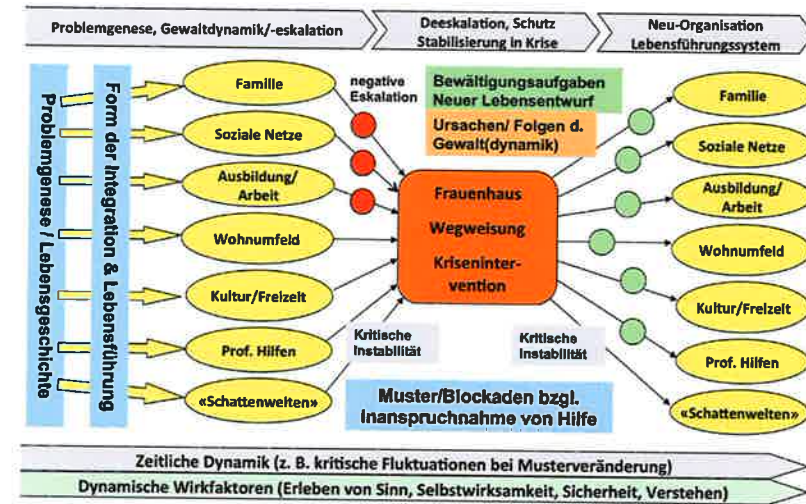 Problemgenese, Gewaltdynamik/-eskalation
Deeskalation, Schutz
Stabilisierung in Krise
Neu-Organisation
Lebensführungssystem
Problemgenese / Lebensgeschichte
Form der Integration & Lebensführung
Familie
Soziale Netze
Ausbildung/
Arbeit
Wohnumfeld
Kultur/Freizeit
Prof. Hilfen
«Schattenwelten»
negative
Eskalation
Bewältigungsaufgaben
Neuer Lebensentwurf
Ursachen/ Folgen d.
Gewalt(dynamik)
Frauenhaus
Wegweisung
Kriseninter-
vention
Kritische
Instabilität
Kritische
Instabilität
Muster/Blockaden bzgl.
Inanspruchnahme von Hilfe
Familie
Soziale Netze
Ausbildung/
Arbeit
Wohnumfeld
Kultur/Freizeit
Prof. Hilfen
«Schattenwelten»
Zeitliche Dynamik (z. B. kritische Fluktuationen bei Musterveränderung)
Dynamische Wirkfaktoren (Erleben von Sinn, Selbstwirksamkeit, Sicherheit, Verstehen)